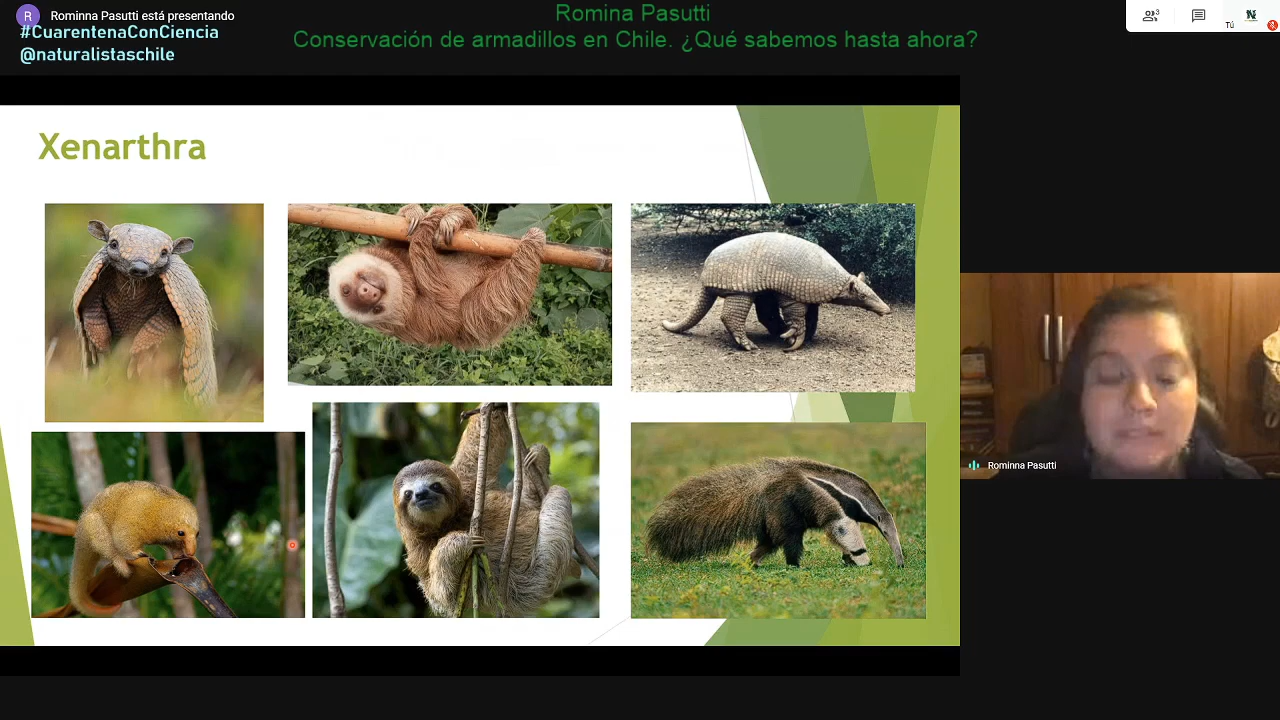 R
Rominna Pasutti está presentando
#CuarentenaConCiencia
@naturalistaschile
Romina Pasutti
Conservación de armadillos en Chile. ¿Qué sabemos hasta ahora?
3
Tú
Xenarthra
Rominna Pasutti